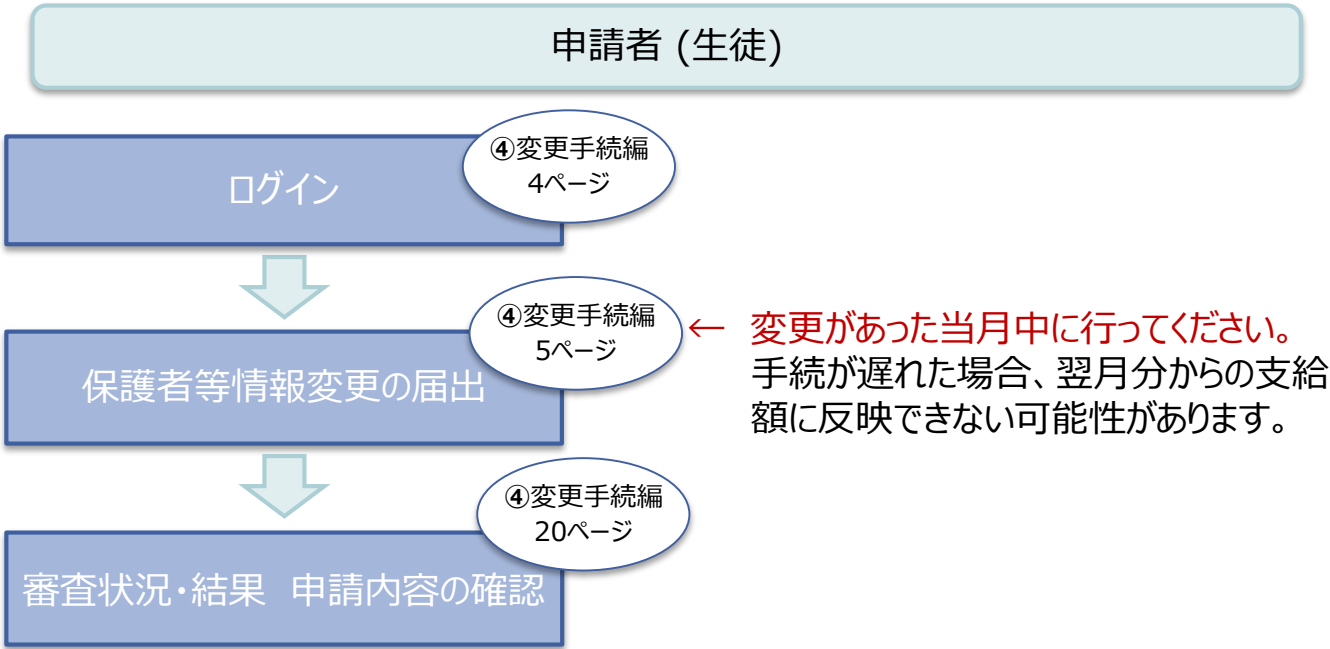 申請者 (生徒)
④変更手続編
4ページ
ログイン
④変更手続編
5ページ
← 変更があった当月中に行ってください。
手続が遅れた場合、翌月分からの支給
額に反映できない可能性があります。
保護者等情報変更の届出
④変更手続編
20ページ
審査状況・結果　申請内容の確認